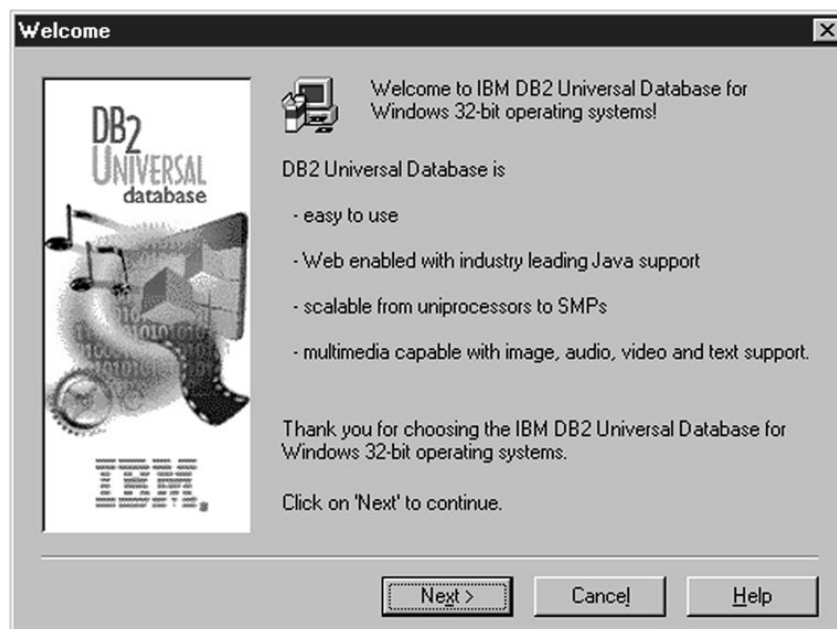 Welcome
DB2
UNIVERSAL
database
IBM
Welcome to IBM DB2 Universal Database for
Windows 32-bit operating systems!
DB2 Universal Database is
- easy to use
- Web enabled with industry leading Java support
- scalable from uniprocessors to SMPs
- multimedia capable with image, audio, video and text support.
Thank you for choosing the IBM DB2 Universal Database for
Windows 32-bit operating systems.
Click on 'Next' to continue.
Next >
Cancel
Help